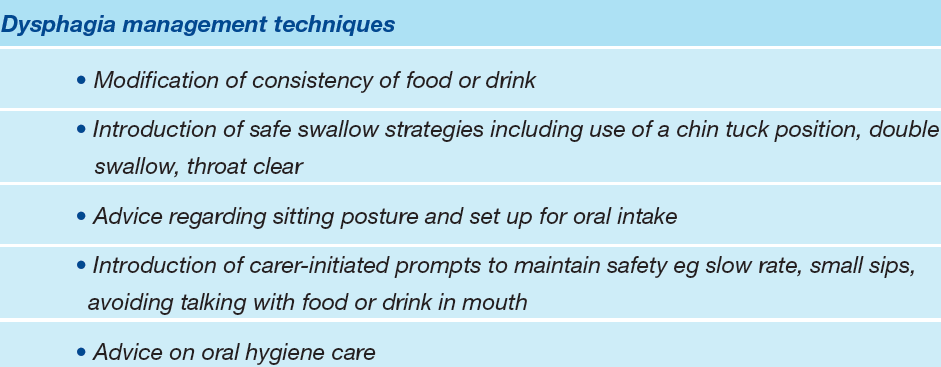 Dysphagia management techniques
• Modification of consistency of food or drink
• Introduction of safe swallow strategies including use of a chin tuck position, double
swallow, throat clear
• Advice regarding sitting posture and set up for oral intake
• Introduction of carer-initiated prompts to maintain safety eg slow rate, small sips,
avoiding talking with food or drink in mouth
• Advice on oral hygiene care